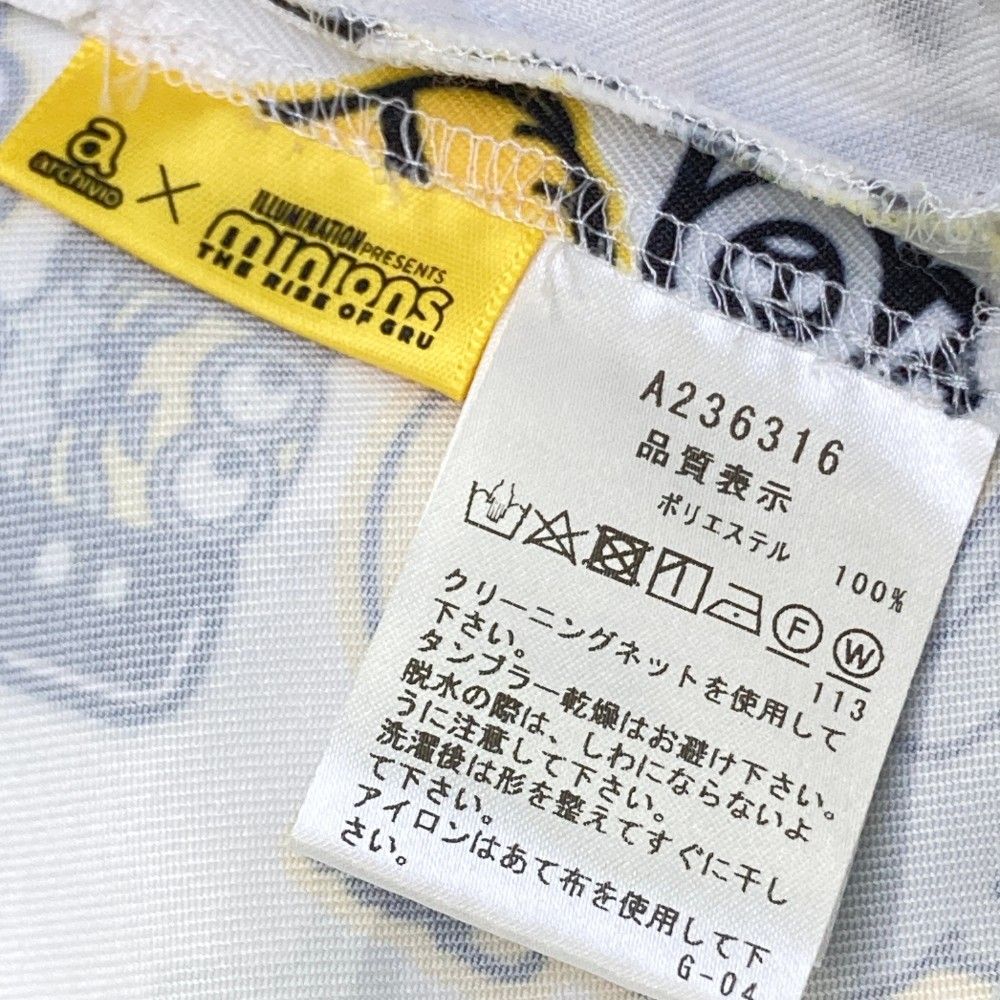 a
archivio
×
ILLUMINATION PRESENTS
minions
THE RISE OF GRU
A236316
品質表示
ポリエステル 100%
F W
113
クリーニングネットを使用して
下さい。
タンブラー乾燥はお避け下さい。
脱水の際は、しわにならないよ
うに注意して下さい。
洗濯後は形を整えてすぐに干し
て下さい。
アイロンはあて布を使用して下
さい。
G-04